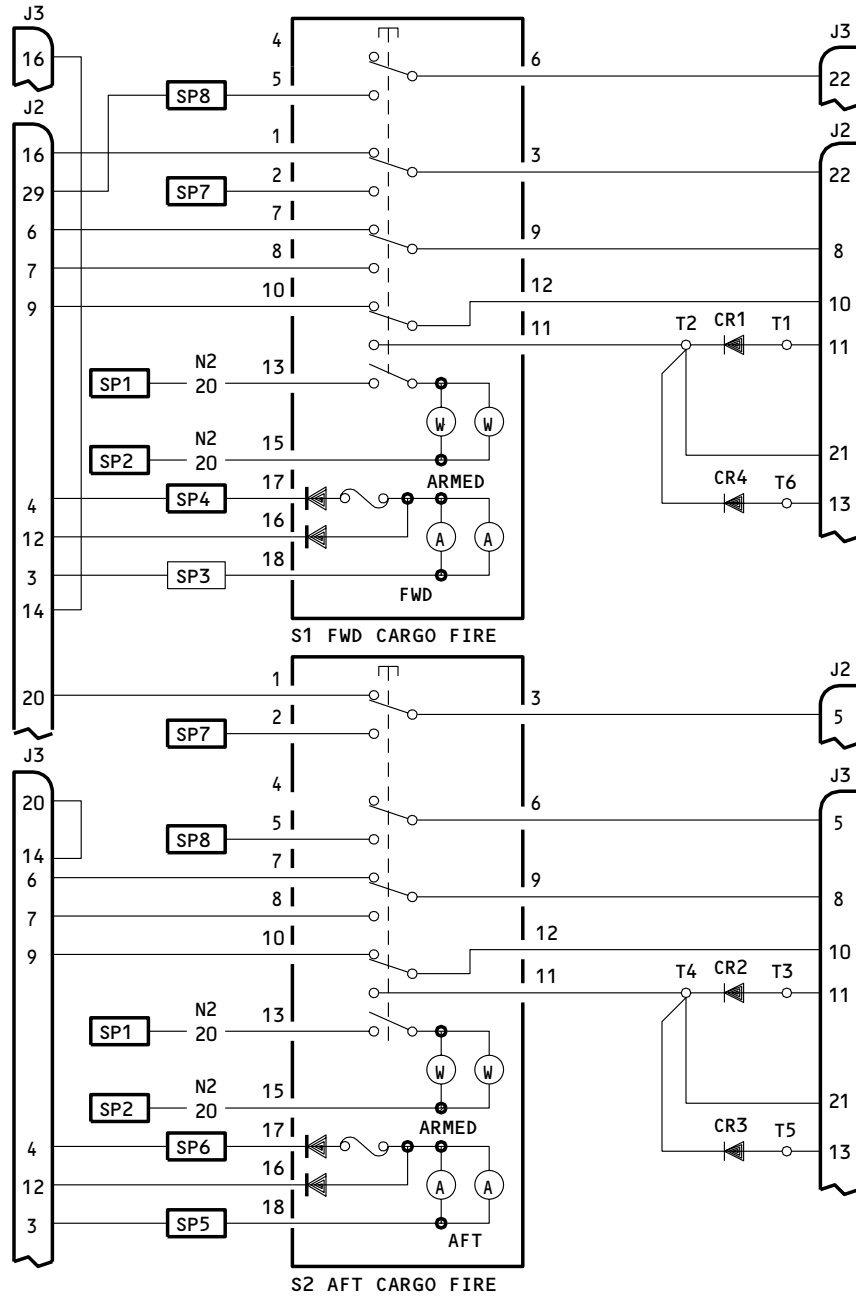 J3
4
J3
16
6
22
5
SP8
J2
J2
1
16
3
22
29
SP7
2
7
6
9
8
8
7
10
12
10
9
11
T2 CR1 T1
11
N2
13
SP1
20
W W
N2
15
21
SP2
20
ARMED
17
CR4 T6
4
SP4
13
16
12
A A
18
3
SP3
FWD
14
S1 FWD CARGO FIRE
1
J2
20
3
5
2
SP7
J3
4
J3
20
6
5
5
SP8
14
7
6
9
8
8
7
10
12
10
9
11
T4 CR2 T3
11
N2
13
SP1
20
W W
N2
15
21
SP2
20
ARMED
17
CR3 T5
4
SP6
13
16
12
A A
18
3
SP5
AFT
S2 AFT CARGO FIRE